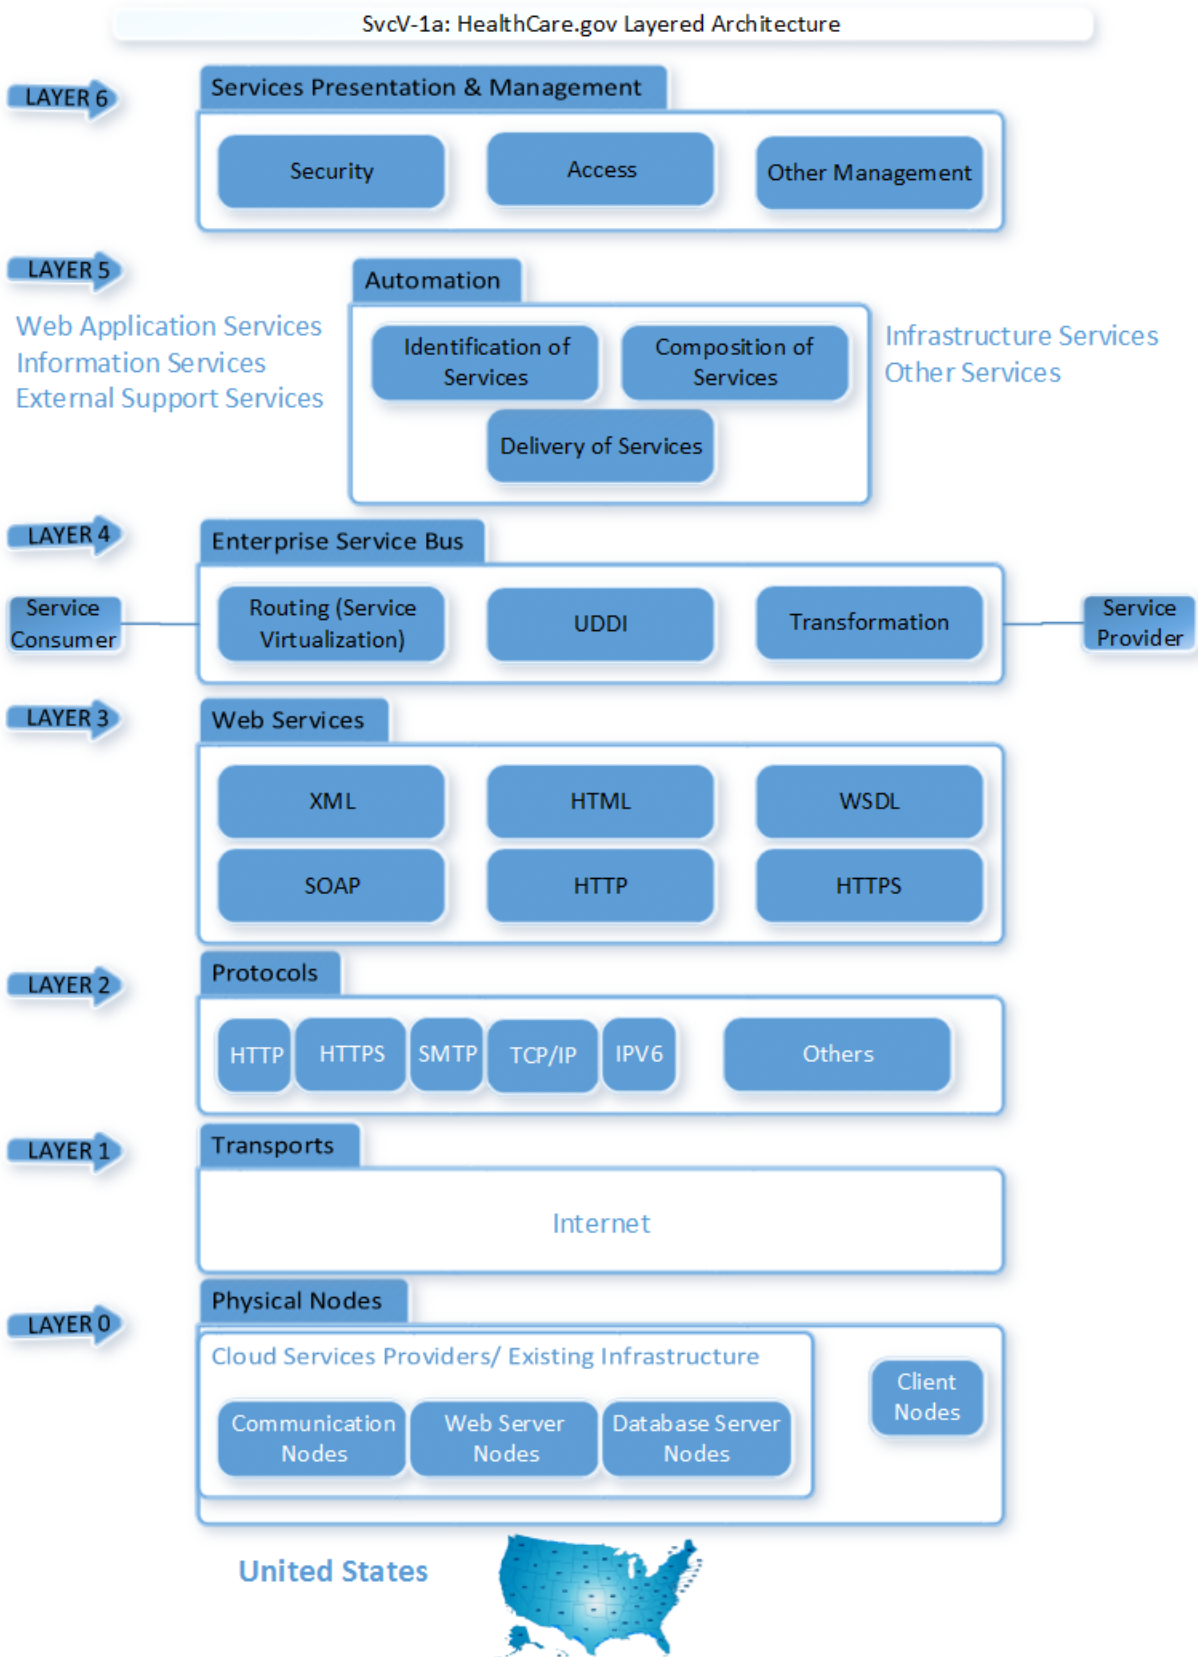 SvcV-1a: HealthCare.gov Layered Architecture
LAYER 6
Services Presentation & Management
Security
Access
Other Management
LAYER 5
Automation
Web Application Services
Information Services
External Support Services
Identification of
Services
Composition of
Services
Delivery of Services
Infrastructure Services
Other Services
LAYER 4
Enterprise Service Bus
Service
Consumer
Routing (Service
Virtualization)
UDDI
Transformation
Service
Provider
LAYER 3
Web Services
XML
HTML
WSDL
SOAP
HTTP
HTTPS
LAYER 2
Protocols
HTTP
HTTPS
SMTP
TCP/IP
IPV6
Others
LAYER 1
Transports
Internet
LAYER 0
Physical Nodes
Cloud Services Providers/ Existing Infrastructure
Communication
Nodes
Web Server
Nodes
Database Server
Nodes
Client
Nodes
United States